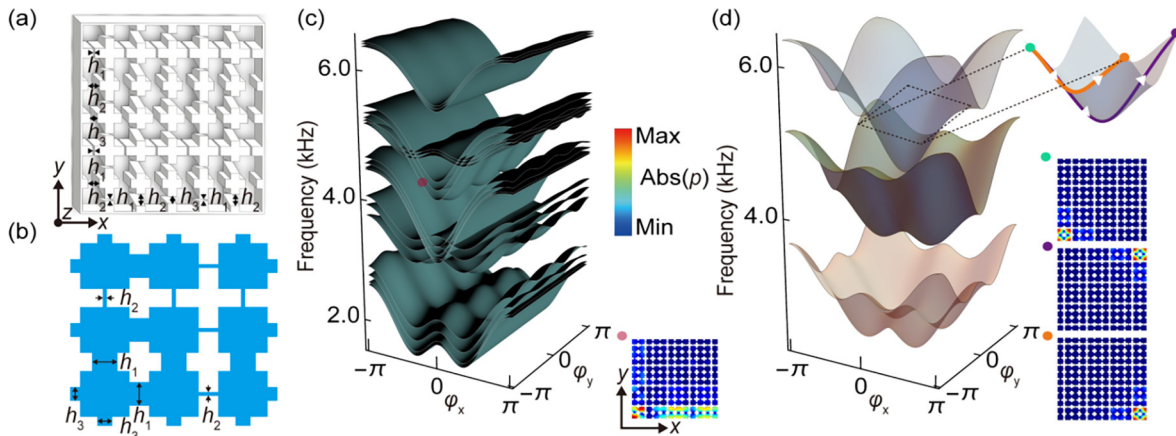 (a)
h1
h2
h3
h1
h2 h1 h2 h3 h1 h2
y
z x
(b)
h2
h1
h3 h1 h2
h3
(c)
Frequency (kHz)
6.0
4.0
2.0
−π
0
π
φx
−π
0
π
φy
Max
Abs(p)
Min
y
x
(d)
Frequency (kHz)
6.0
4.0
−π
0
π
φx
−π
0
π
φy